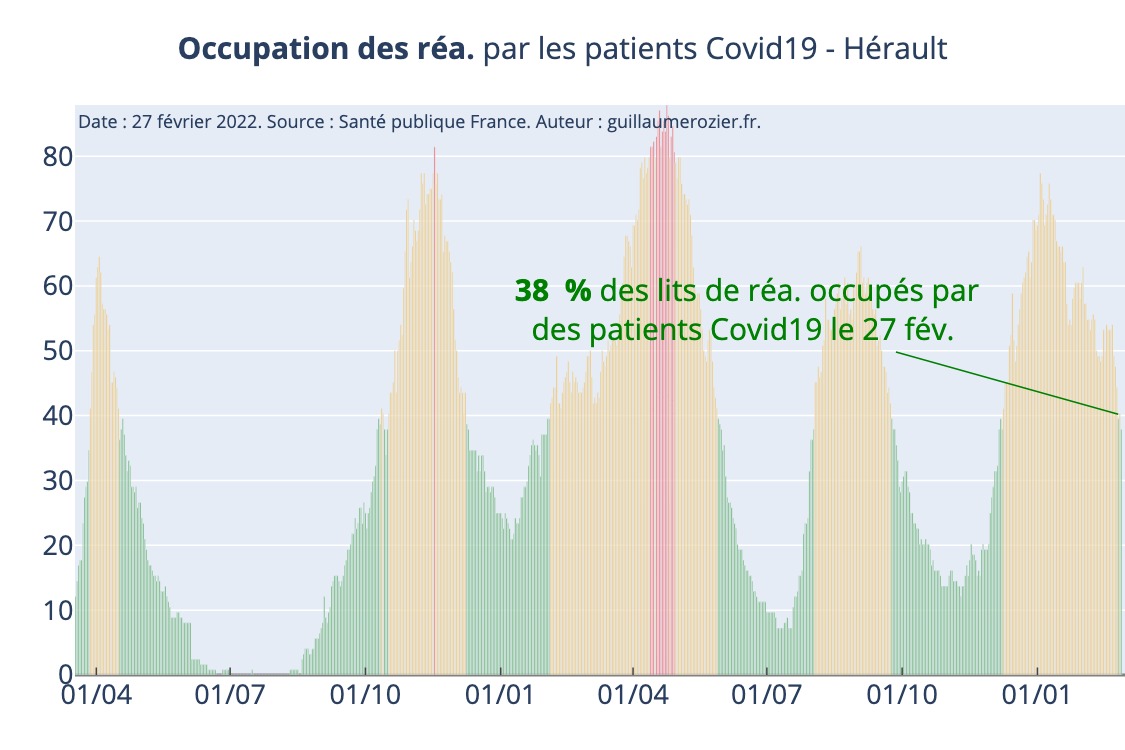 Occupation des réa. par les patients Covid19 - Hérault
Date : 27 février 2022. Source : Santé publique France. Auteur : guillaumerozier.fr.
80
70
60
38 % des lits de réa. occupés par
des patients Covid19 le 27 fév.
50
40
30
20
10
0
01/04 01/07 01/10 01/01 01/04 01/07 01/10 01/01